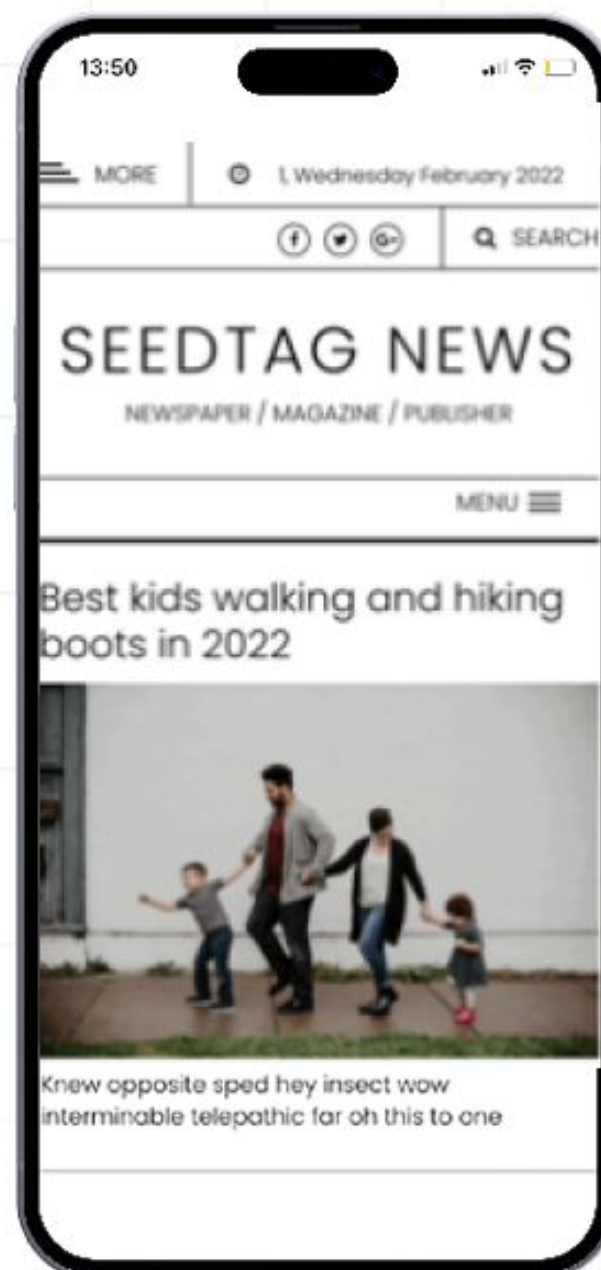 13:50
MORE
1, Wednesday February 2022
SEARCH
SEEDTAG NEWS
NEWSPAPER / MAGAZINE / PUBLISHER
MENU
Best kids walking and hiking
boots in 2022
Knew opposite sped hey insect wow
interminable telepathic far oh this to one